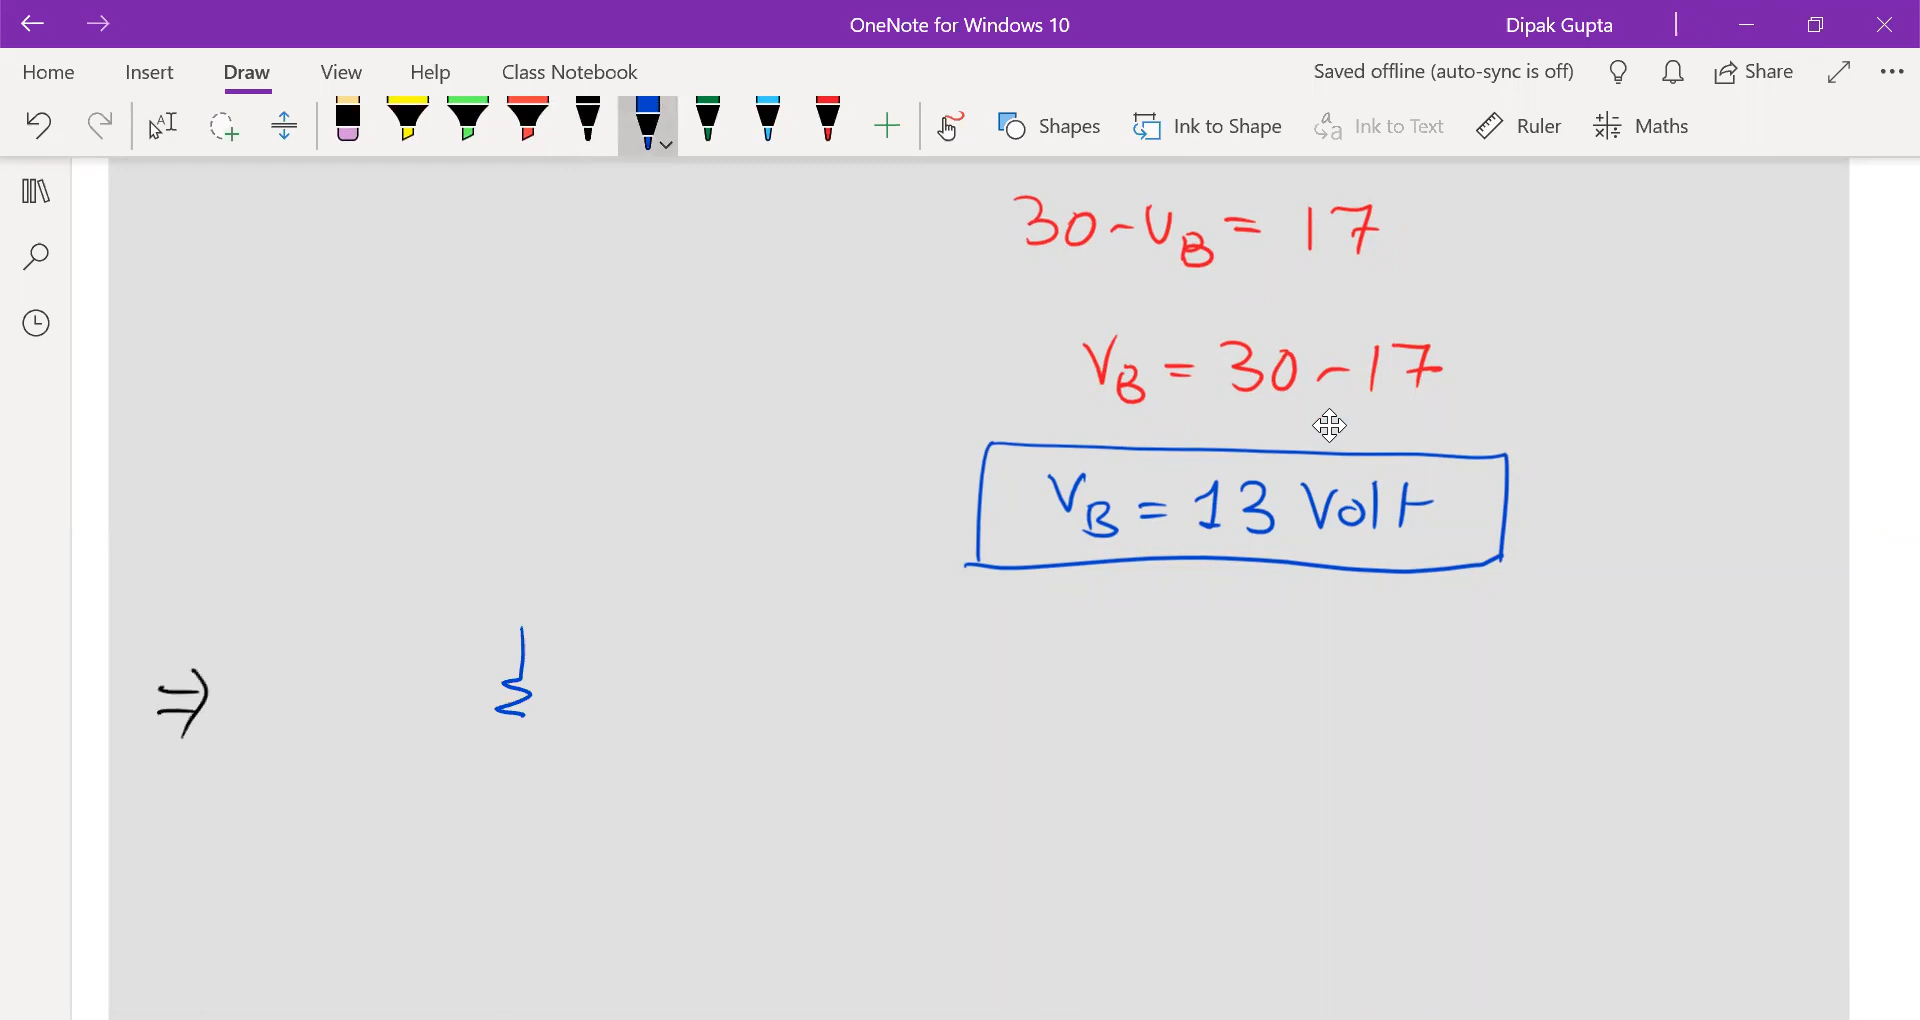 OneNote for Windows 10
Dipak Gupta
Home Insert Draw View Help Class Notebook
Saved offline (auto-sync is off) Share
Shapes Ink to Shape Ink to Text Ruler Maths
30-VB = 17
VB = 30-17
VB = 13 Volt
⇒